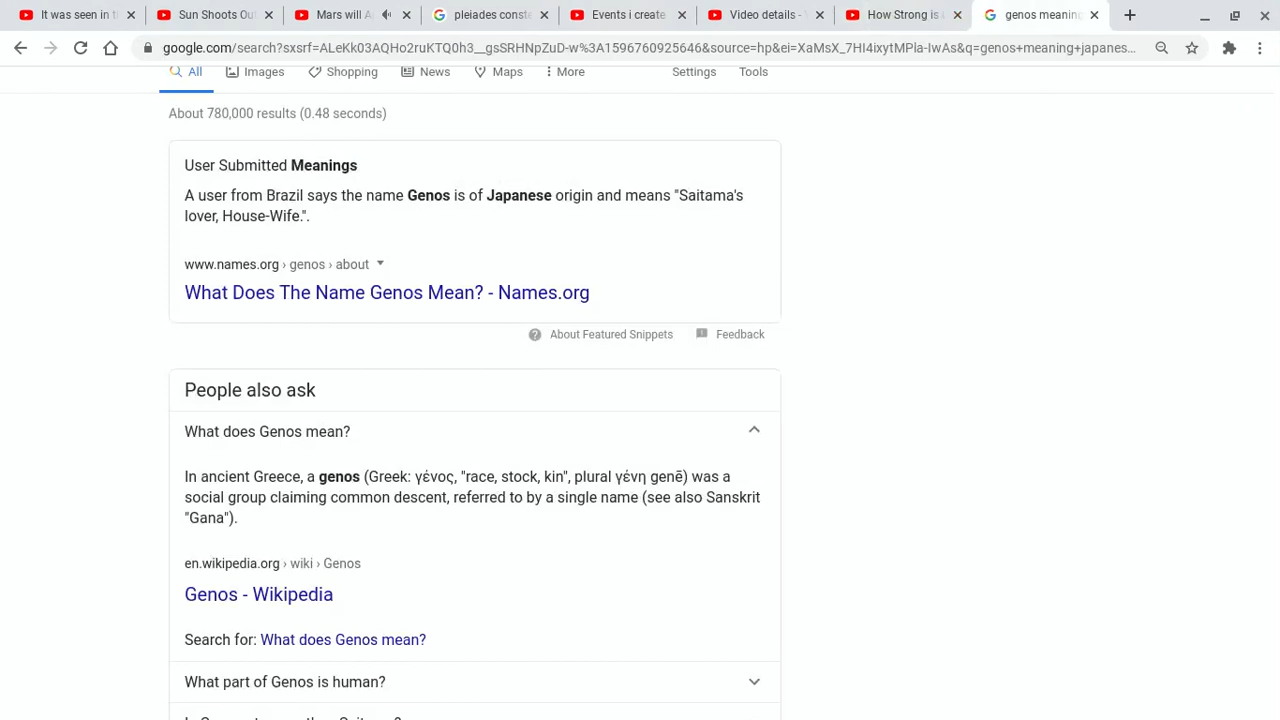 It was seen in t
Sun Shoots Ou
Mars will A
pleiades conste
Events i create
Video details -
How Strong is
genos meaning
google.com/search?sxsrf=ALeKk03AQHo2ruKTQ0h3__gsSRHNpZuD-w%3A1596760925646&source=hp&ei=XaMsX_7HI4ixytMPla-IwAs&q=genos+meaning+japanes...
All Images Shopping News Maps More Settings Tools
About 780,000 results (0.48 seconds)
User Submitted Meanings
A user from Brazil says the name Genos is of Japanese origin and means "Saitama's
lover, House-Wife.".
www.names.org › genos › about
What Does The Name Genos Mean? - Names.org
About Featured Snippets Feedback
People also ask
What does Genos mean?
In ancient Greece, a genos (Greek: γένος, "race, stock, kin", plural γένη genē) was a
social group claiming common descent, referred to by a single name (see also Sanskrit
"Gana").
en.wikipedia.org › wiki › Genos
Genos - Wikipedia
Search for: What does Genos mean?
What part of Genos is human?